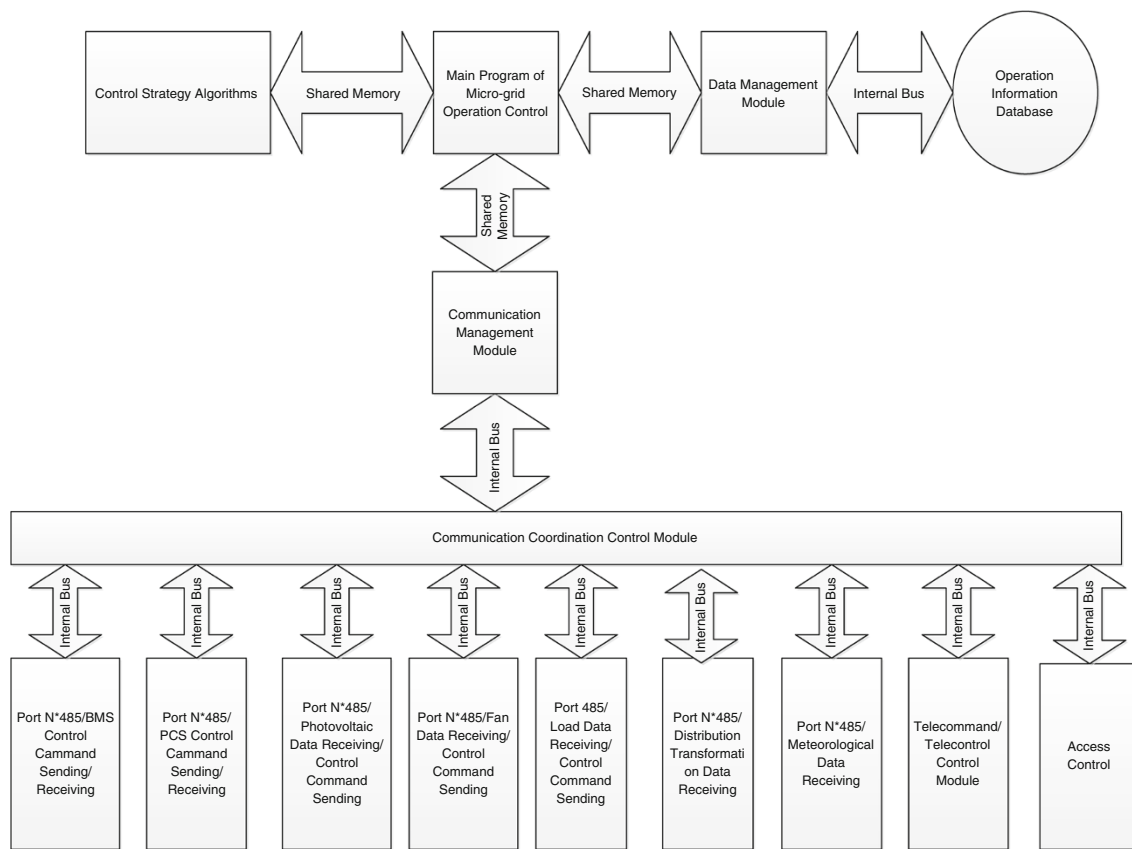 Control Strategy Algorithms
Shared Memory
Main Program of
Micro-grid
Operation Control
Shared Memory
Data Management
Module
Internal Bus
Operation
Information
Database
Shared
Memory
Communication
Management
Module
Internal Bus
Communication Coordination Control Module
Internal Bus
Internal Bus
Internal Bus
Internal Bus
Internal Bus
Internal Bus
Internal Bus
Internal Bus
Internal Bus
Port N*485/BMS
Control
Cammand
Sending/
Receiving
Port N*485/
PCS Control
Cammand
Sending/
Receiving
Port N*485/
Photovoltaic
Data Receiving/
Control
Command
Sending
Port N*485/Fan
Data Receiving/
Control
Command
Sending
Port 485/
Load Data
Receiving/
Control
Command
Sending
Port N*485/
Distribution
Transformati
on Data
Receiving
Port N*485/
Meteorological
Data
Receiving
Telecommand/
Telecontrol
Control
Module
Access
Control